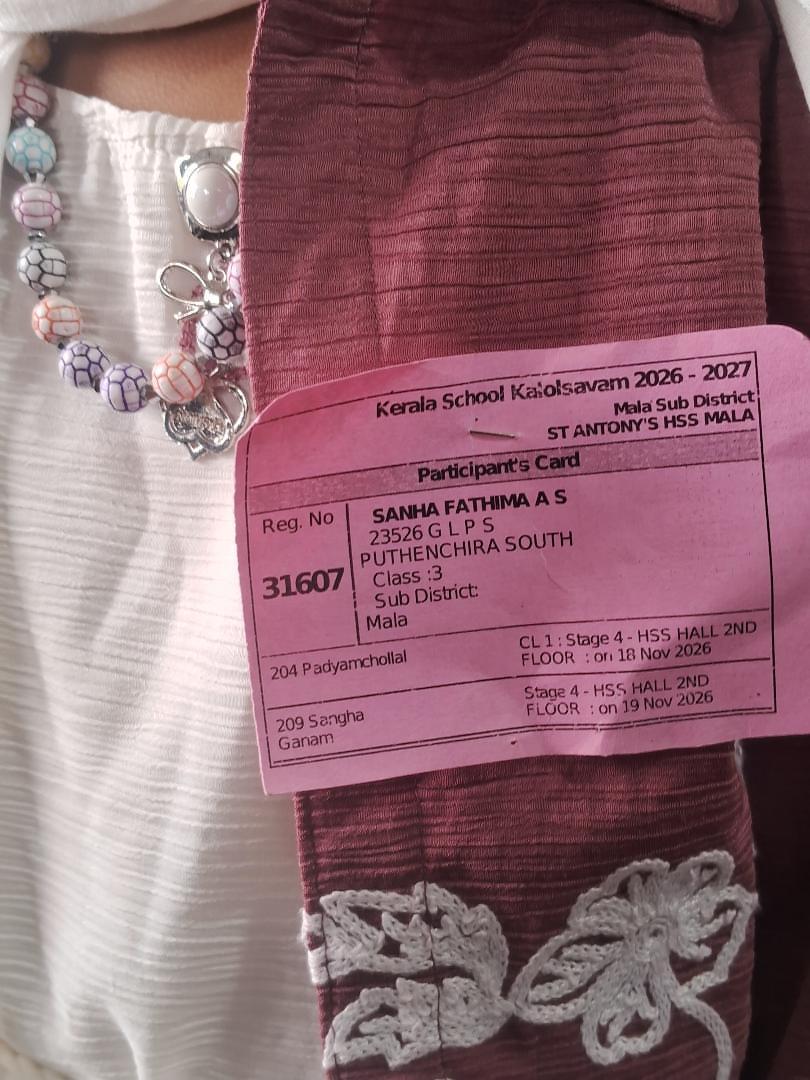 Kerala School Kalolsavam 2026 - 2027
Mala Sub District
ST ANTONY'S HSS MALA
Participant's Card
Reg. No
31607
SANHA FATHIMA A S
23526 G L P S
PUTHENCHIRA SOUTH
Class :3
Sub District:
Mala
204 Padyamchollal
CL 1 : Stage 4 - HSS HALL 2ND
FLOOR : on 18 Nov 2026
209 Sangha
Ganam
Stage 4 - HSS HALL 2ND
FLOOR : on 19 Nov 2026